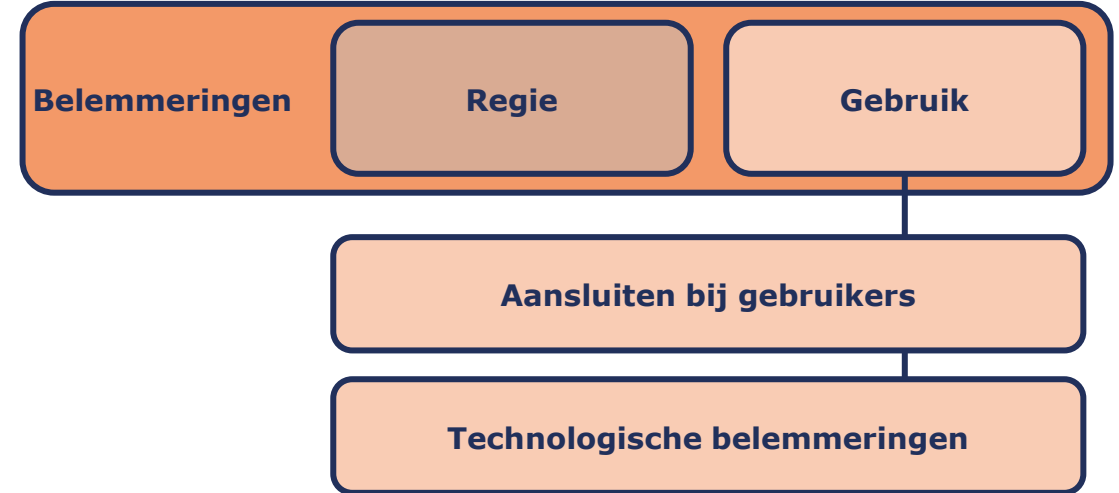 Belemmeringen
Regie
Gebruik
Aansluiten bij gebruikers
Technologische belemmeringen